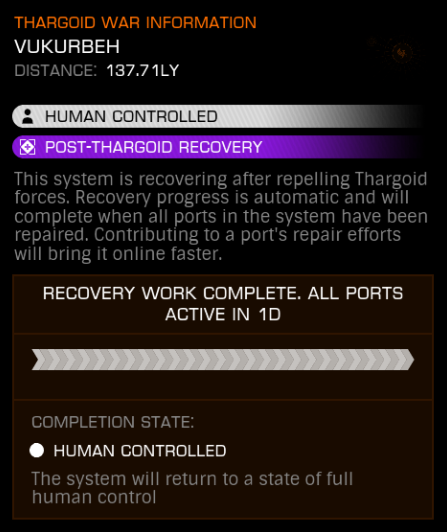 THARGOID WAR INFORMATION
VUKURBEH
DISTANCE: 137.71LY
HUMAN CONTROLLED
POST-THARGOID RECOVERY
This system is recovering after repelling Thargoid
forces. Recovery progress is automatic and will
complete when all ports in the system have been
repaired. Contributing to a port's repair efforts
will bring it online faster.
RECOVERY WORK COMPLETE. ALL PORTS
ACTIVE IN 1D
COMPLETION STATE:
HUMAN CONTROLLED
The system will return to a state of full
human control